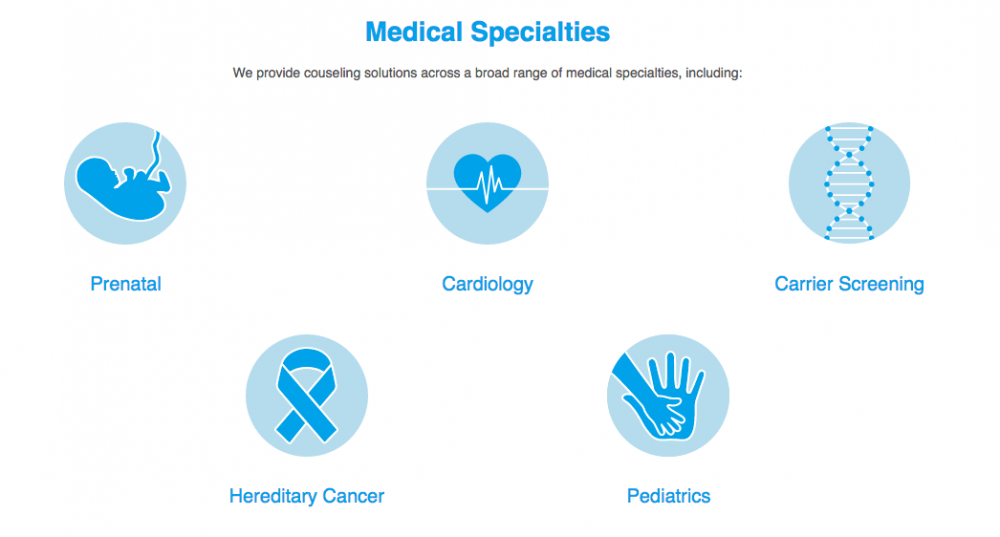 Medical Specialties
We provide couseling solutions across a broad range of medical specialties, including:
Prenatal
Cardiology
Carrier Screening
Hereditary Cancer
Pediatrics